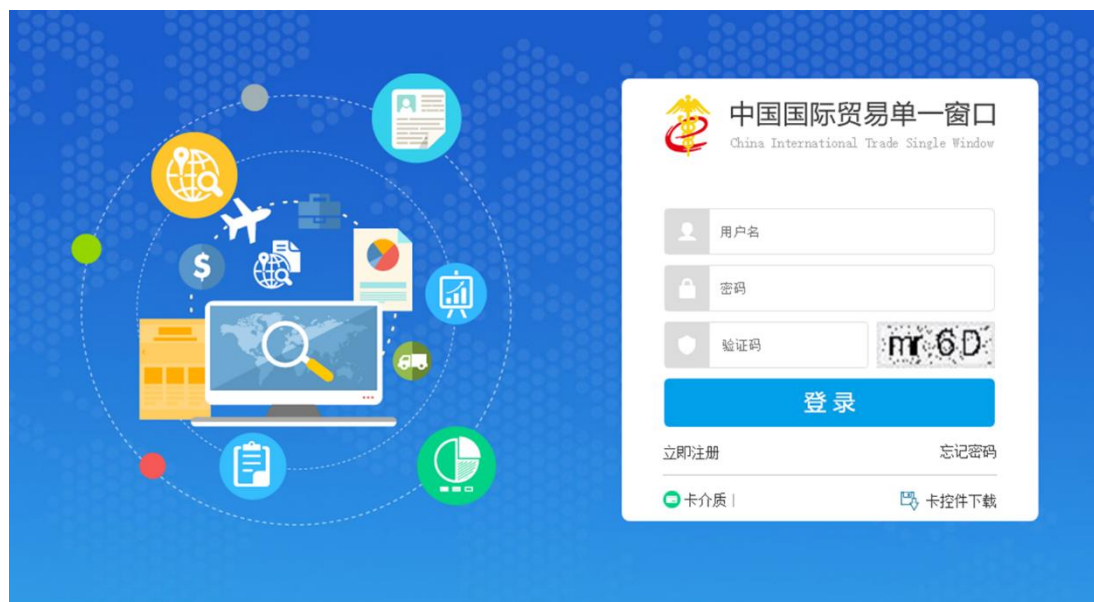 中国国际贸易单一窗口
China International Trade Single Window
用户名
密码
验证码 mr6D
登录
立即注册 忘记密码
卡介质 | 卡控件下载